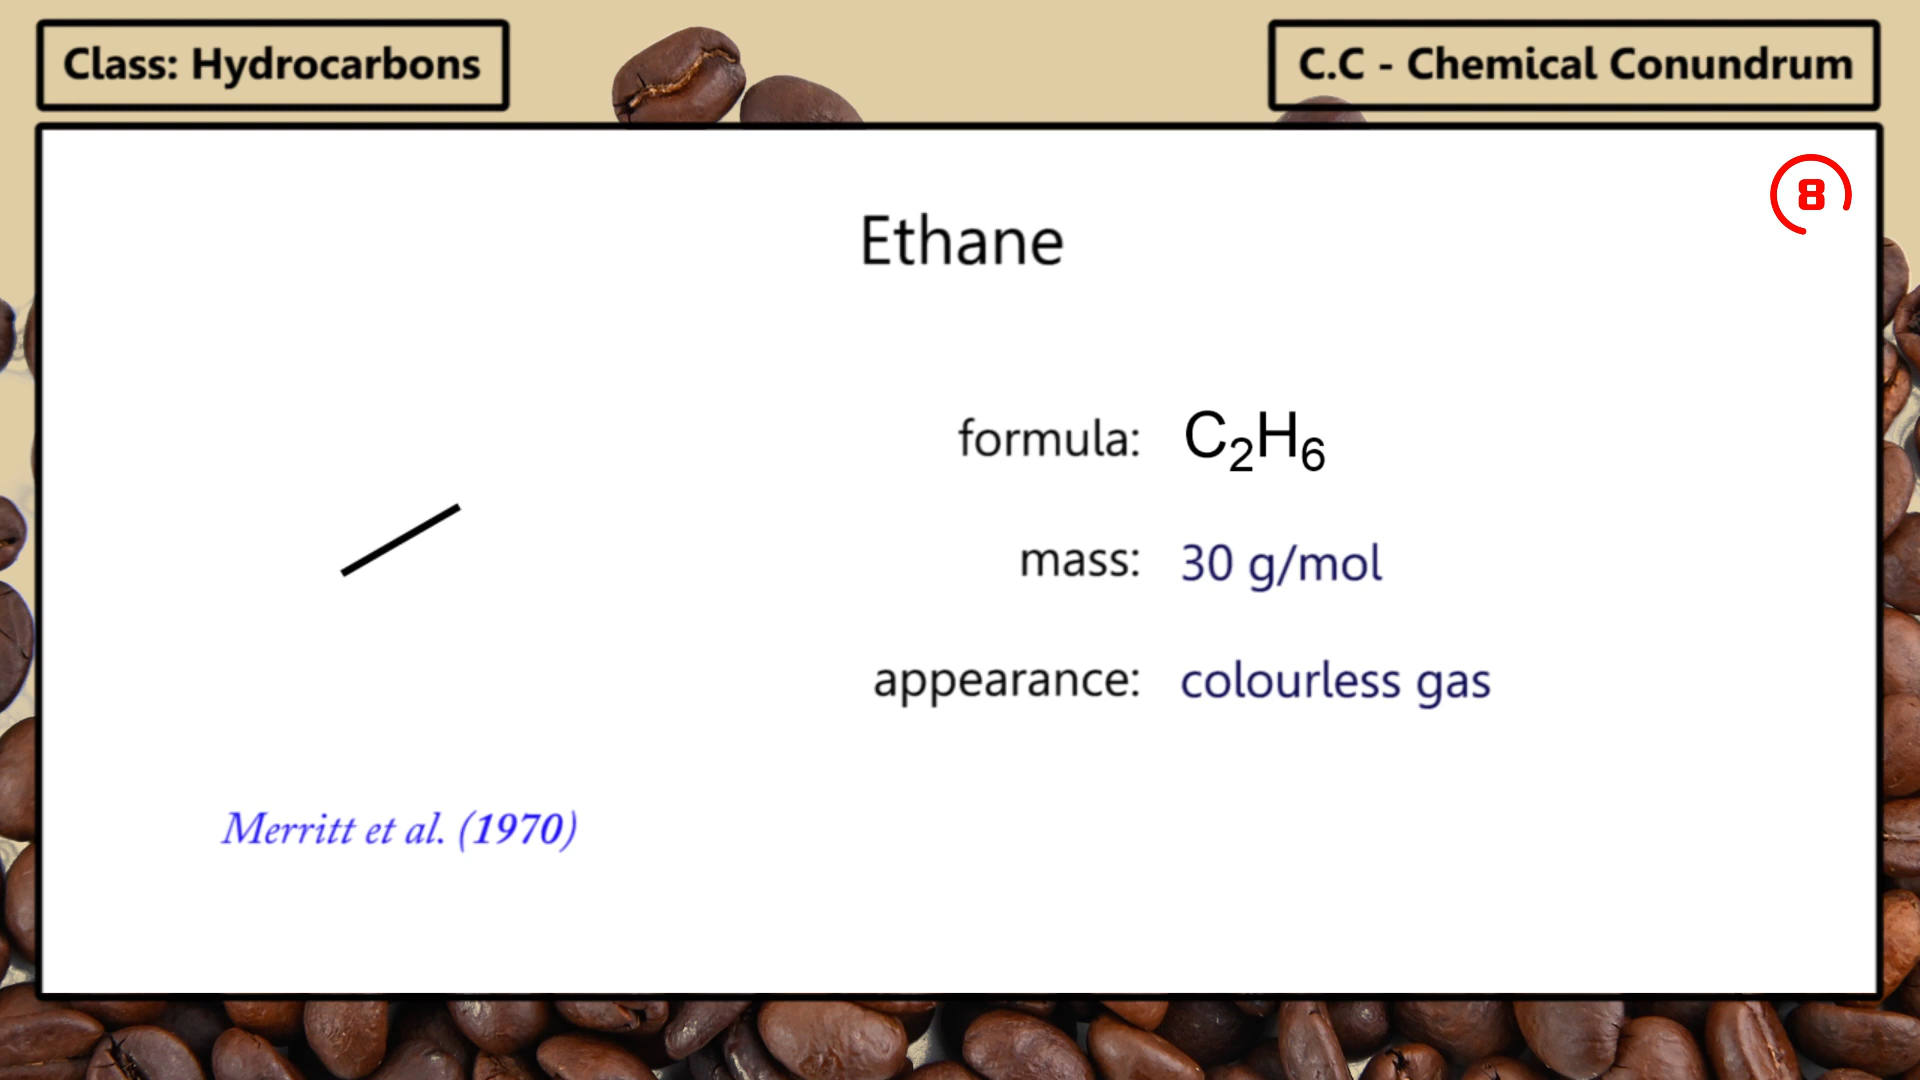 Class: Hydrocarbons
C.C - Chemical Conundrum
8
Ethane
formula: C₂H₆
mass: 30 g/mol
appearance: colourless gas
Merritt et al. (1970)